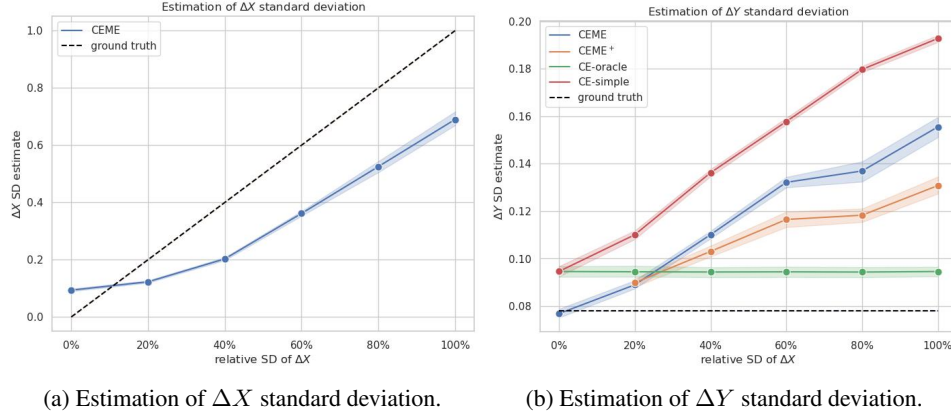 Estimation of ΔX standard deviation
CEME
ground truth
1.0
0.8
0.6
0.4
0.2
0.0
ΔX SD estimate
0% 20% 40% 60% 80% 100%
relative SD of ΔX
(a) Estimation of ΔX standard deviation.
Estimation of ΔY standard deviation
CEME
CEME+
CE-oracle
CE-simple
ground truth
0.20
0.18
0.16
0.14
0.12
0.10
0.08
ΔY SD estimate
0% 20% 40% 60% 80% 100%
relative SD of ΔX
(b) Estimation of ΔY standard deviation.